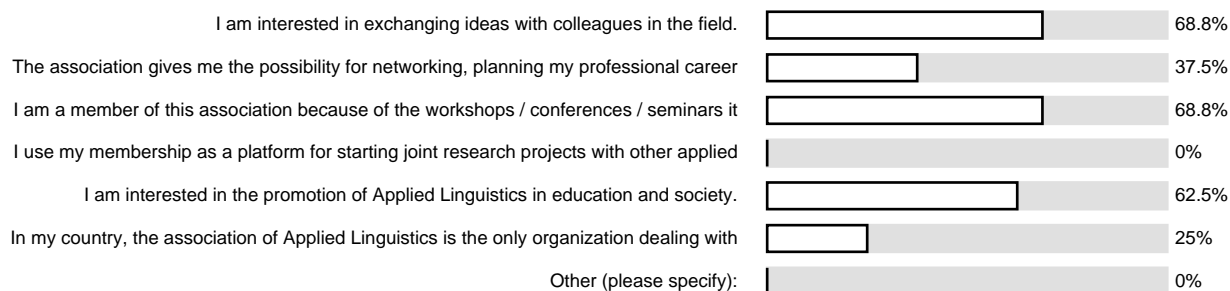 I am interested in exchanging ideas with colleagues in the field. 68.8%
The association gives me the possibility for networking, planning my professional career 37.5%
I am a member of this association because of the workshops / conferences / seminars it 68.8%
I use my membership as a platform for starting joint research projects with other applied 0%
I am interested in the promotion of Applied Linguistics in education and society. 62.5%
In my country, the association of Applied Linguistics is the only organization dealing with 25%
Other (please specify): 0%